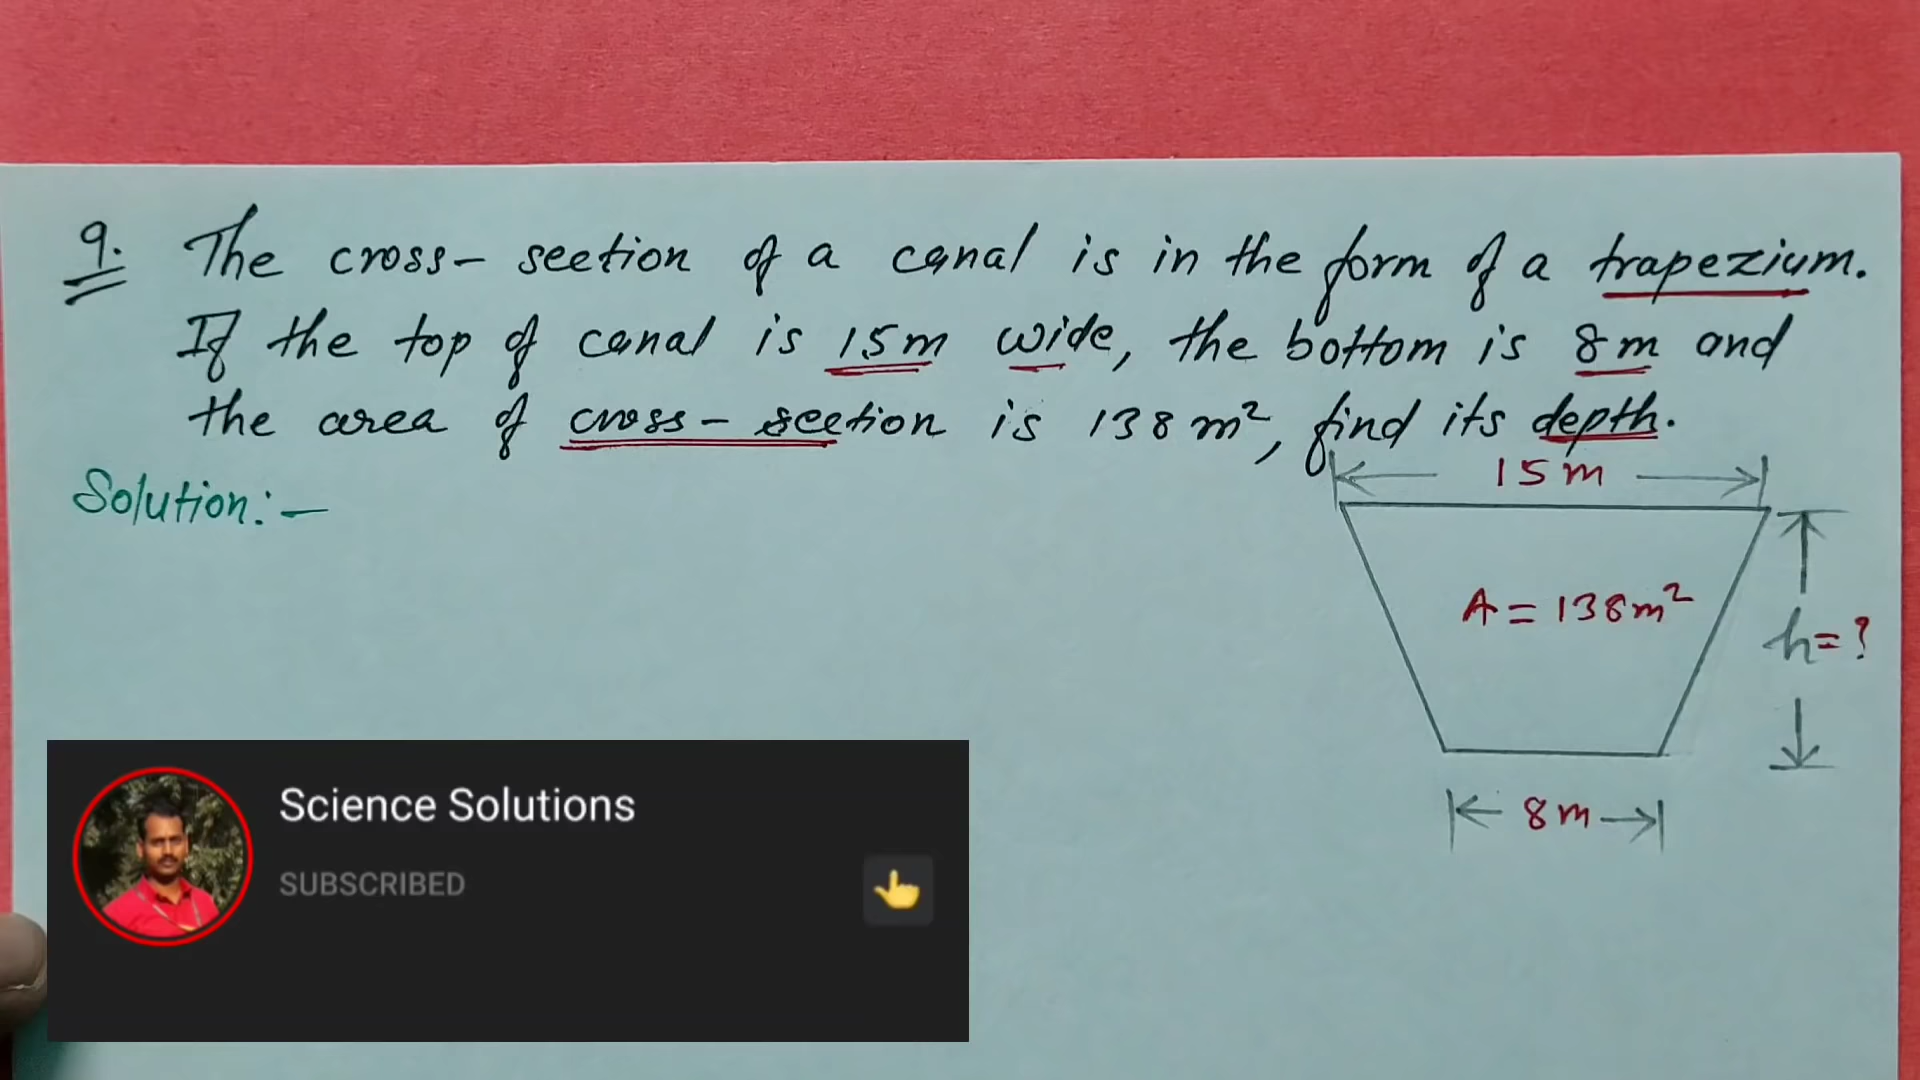 9. The cross-section of a canal is in the form of a trapezium.
If the top of canal is 15m wide, the bottom is 8m and
the area of cross-section is 138 m², find its depth.
Solution:-
15m
A = 138m²
h=?
8m
Science Solutions
SUBSCRIBED